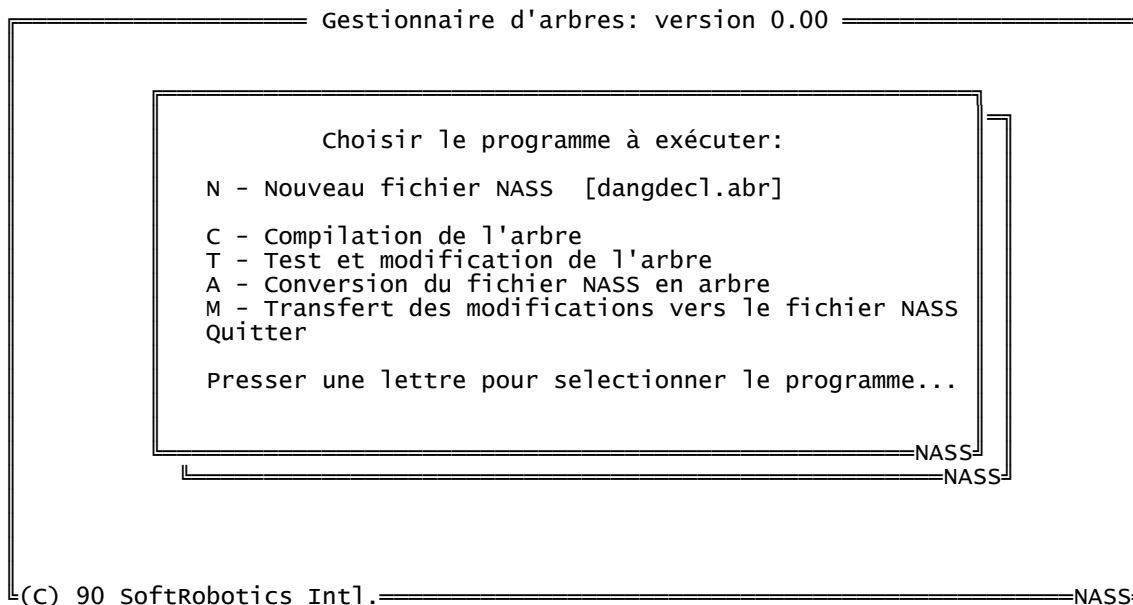 Gestionnaire d'arbres: version 0.00
Choisir le programme à exécuter:
N - Nouveau fichier NASS [dangdecl.abr]
C - Compilation de l'arbre
T - Test et modification de l'arbre
A - Conversion du fichier NASS en arbre
M - Transfert des modifications vers le fichier NASS
Quitter
Presser une lettre pour selectionner le programme...
NASS
NASS
(C) 90 SoftRobotics Intl. NASS